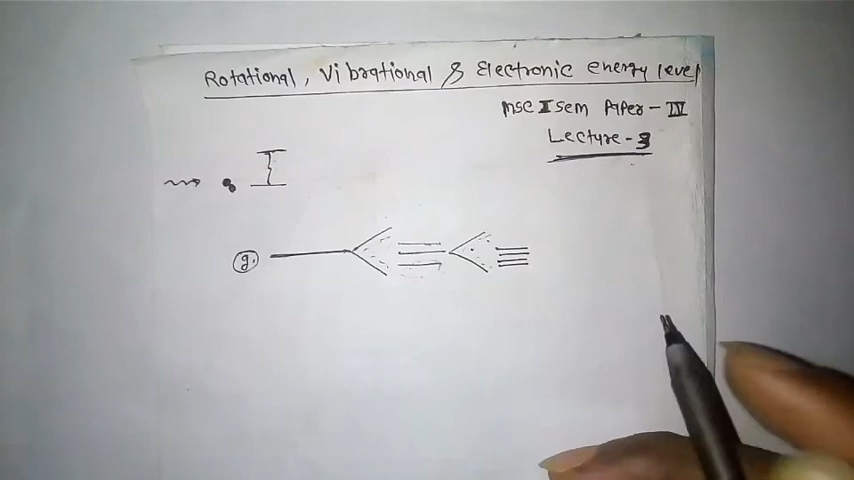 Rotational, Vibrational & Electronic energy level
MSC I sem Paper - IV
Lecture - 3
g.